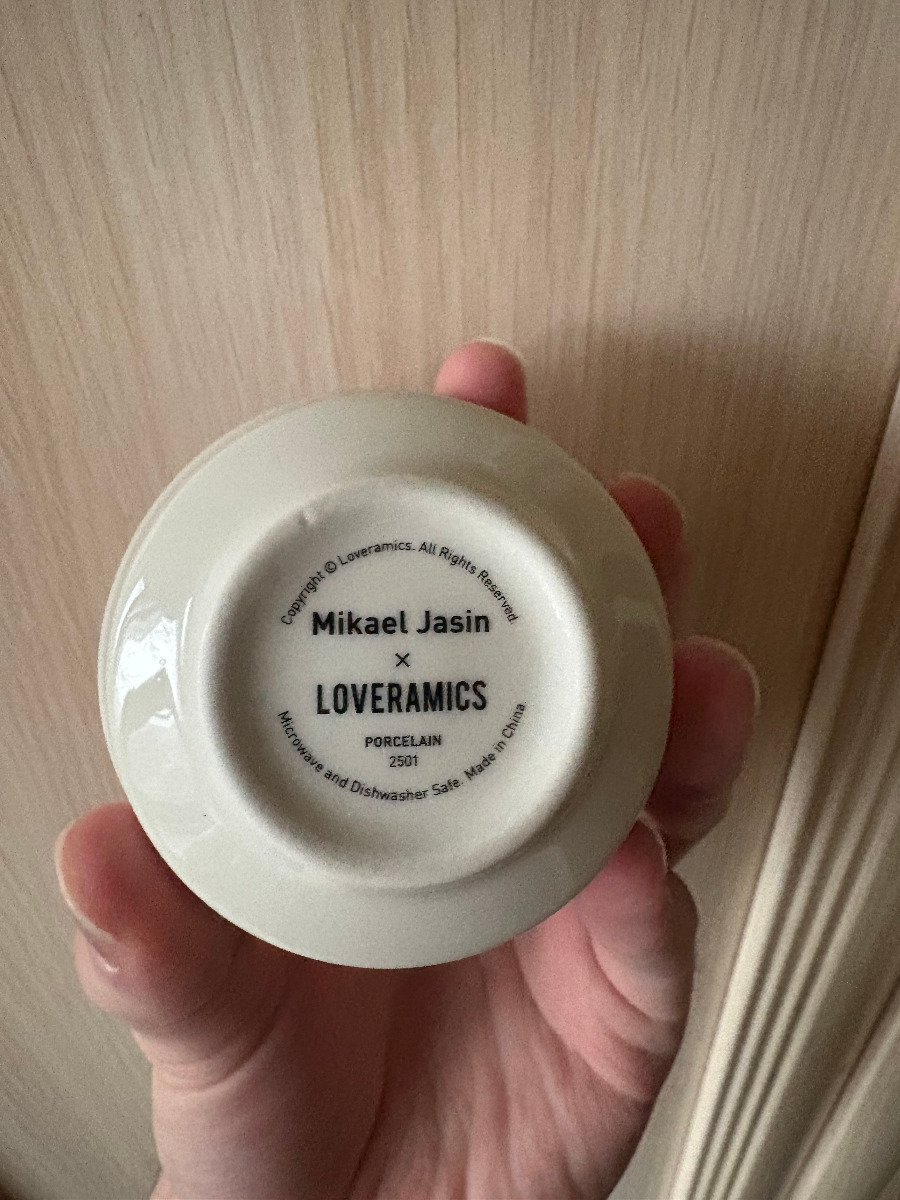 Copyright © Loveramics. All Rights Reserved.
Mikael Jasin
×
LOVERAMICS
PORCELAIN
2501
Microwave and Dishwasher Safe. Made in China.